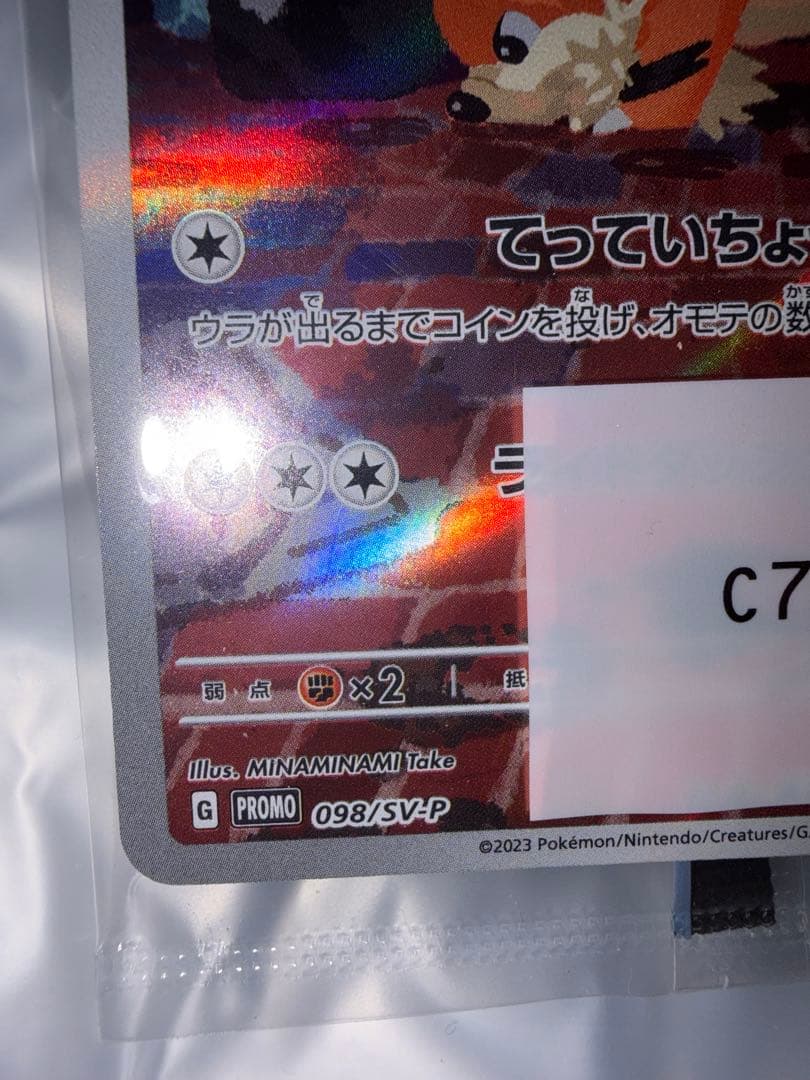 てっていちょ
ウラが出るまでコインを投げ、オモテの数
ラ
C7
弱点 ×2 抵
Illus. MINAMINAMI Take
G PROMO 098/SV-P
©2023 Pokémon/Nintendo/Creatures/G